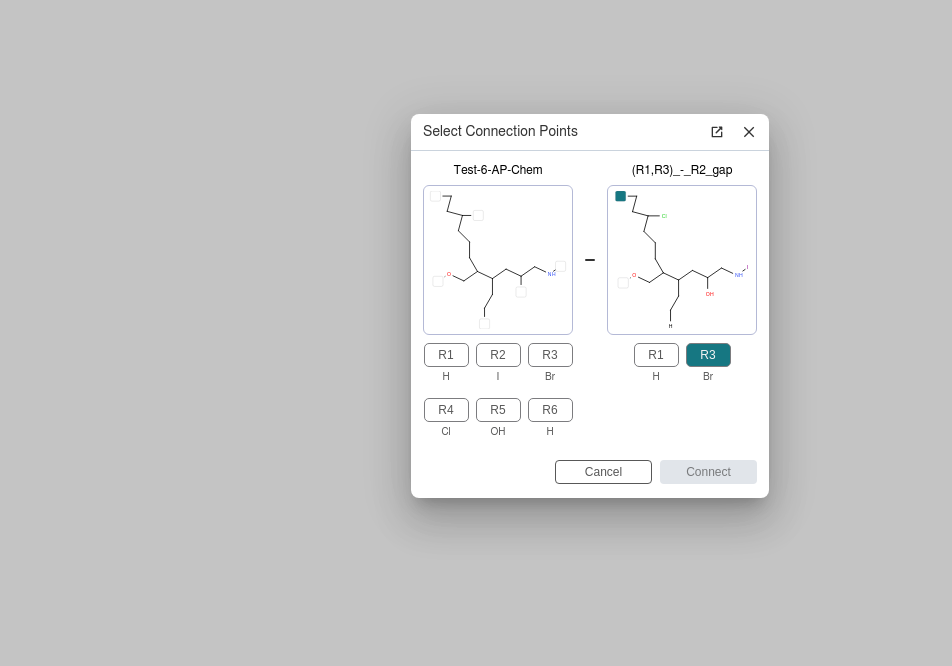 Select Connection Points
Test-6-AP-Chem
(R1,R3)_-_R2_gap
O
NH
Cl
O
NH
I
OH
H
R1 R2 R3
H I Br
R4 R5 R6
Cl OH H
R1 R3
H Br
Cancel Connect